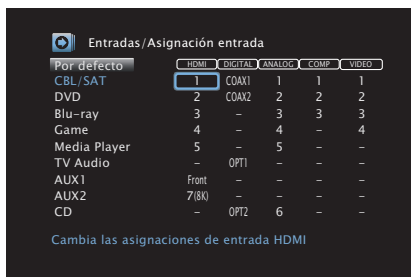 Entradas/Asignación entrada
Por defecto HDMI DIGITAL ANALOG COMP VIDEO
CBL/SAT 1 COAX1 1 1 1
DVD 2 COAX2 2 2 2
Blu-ray 3 – 3 3 3
Game 4 – 4 – 4
Media Player 5 – 5 – –
TV Audio – OPT1 – – –
AUX1 Front – – – –
AUX2 7(8K) – – – –
CD – OPT2 6 – –
Cambia las asignaciones de entrada HDMI